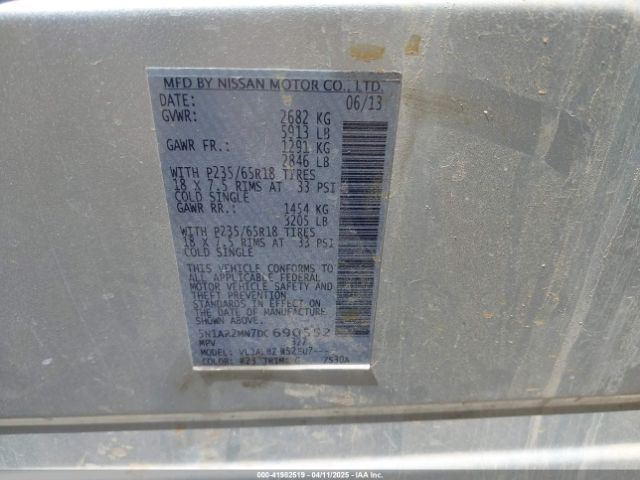 MFD BY NISSAN MOTOR CO., LTD.
DATE: 06/13
GVWR: 2682 KG
5913 LB
GAWR FR.: 1291 KG
2846 LB
WITH P235/65R18 TIRES
18 X 7.5 RIMS AT 33 PSI
COLD SINGLE
GAWR RR.: 1454 KG
3205 LB
WITH P235/65R18 TIRES
18 X 7.5 RIMS AT 33 PSI
COLD SINGLE
THIS VEHICLE CONFORMS TO
ALL APPLICABLE FEDERAL
MOTOR VEHICLE SAFETY AND
THEFT PREVENTION
STANDARDS IN EFFECT ON
THE DATE OF MANUFACTURE
SHOWN ABOVE.
MPV
MODEL:
COLOR: K23 TRIM: G
000-41982519 - 04/11/2025 - IAA Inc.